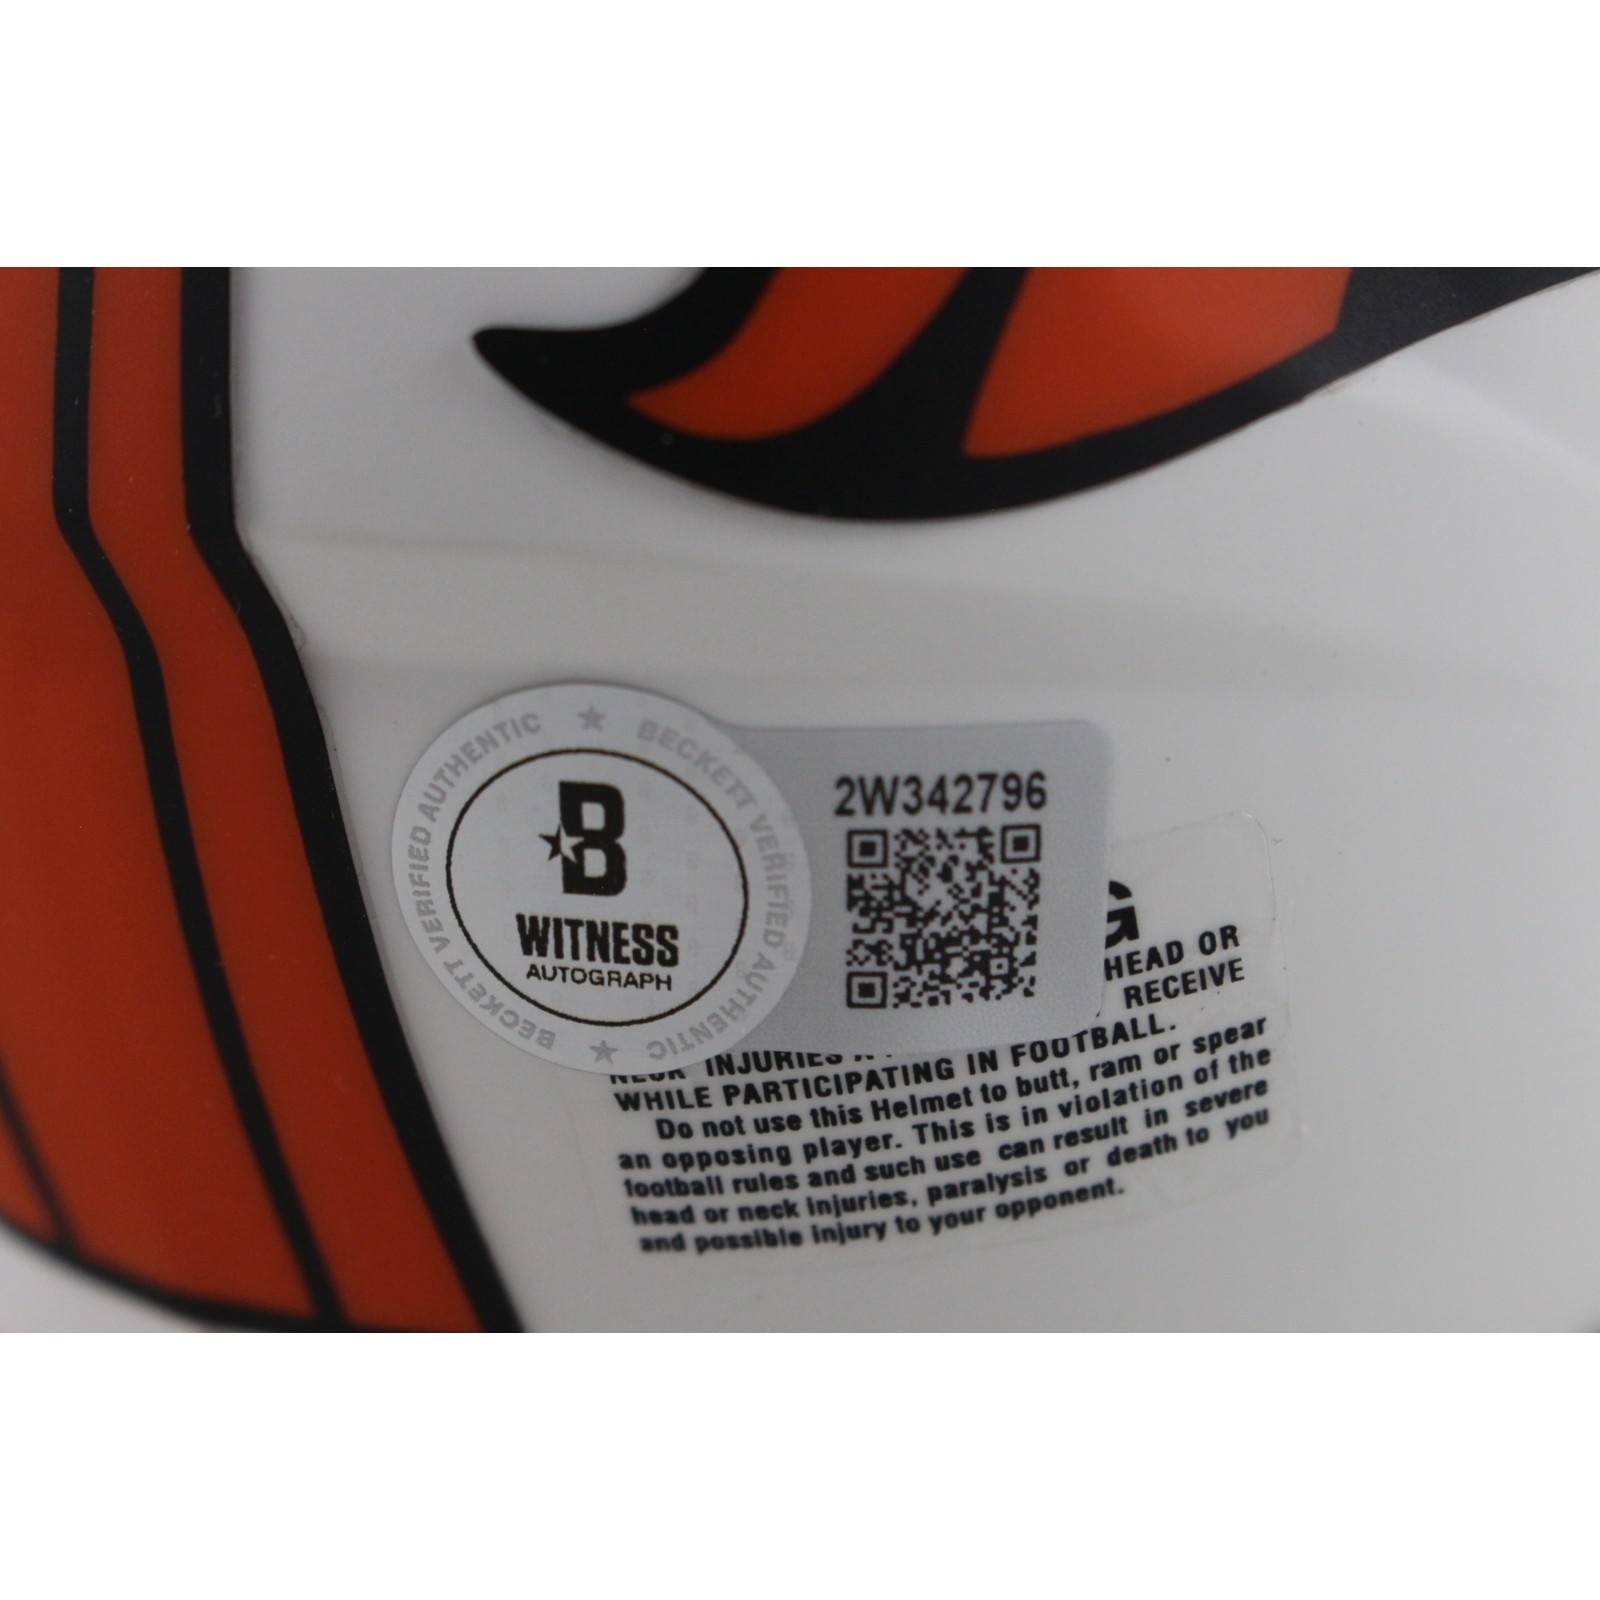 BECKETT VERIFIED AUTHENTIC ★ BECKETT VERIFIED AUTHENTIC ★
B
WITNESS
AUTOGRAPH
2W342796
G
HEAD OR
RECEIVE
NECK INJURIES
WHILE PARTICIPATING IN FOOTBALL.
Do not use this Helmet to butt, ram or spear
an opposing player. This is in violation of the
football rules and such use can result in severe
head or neck injuries, paralysis or death to you
and possible injury to your opponent.